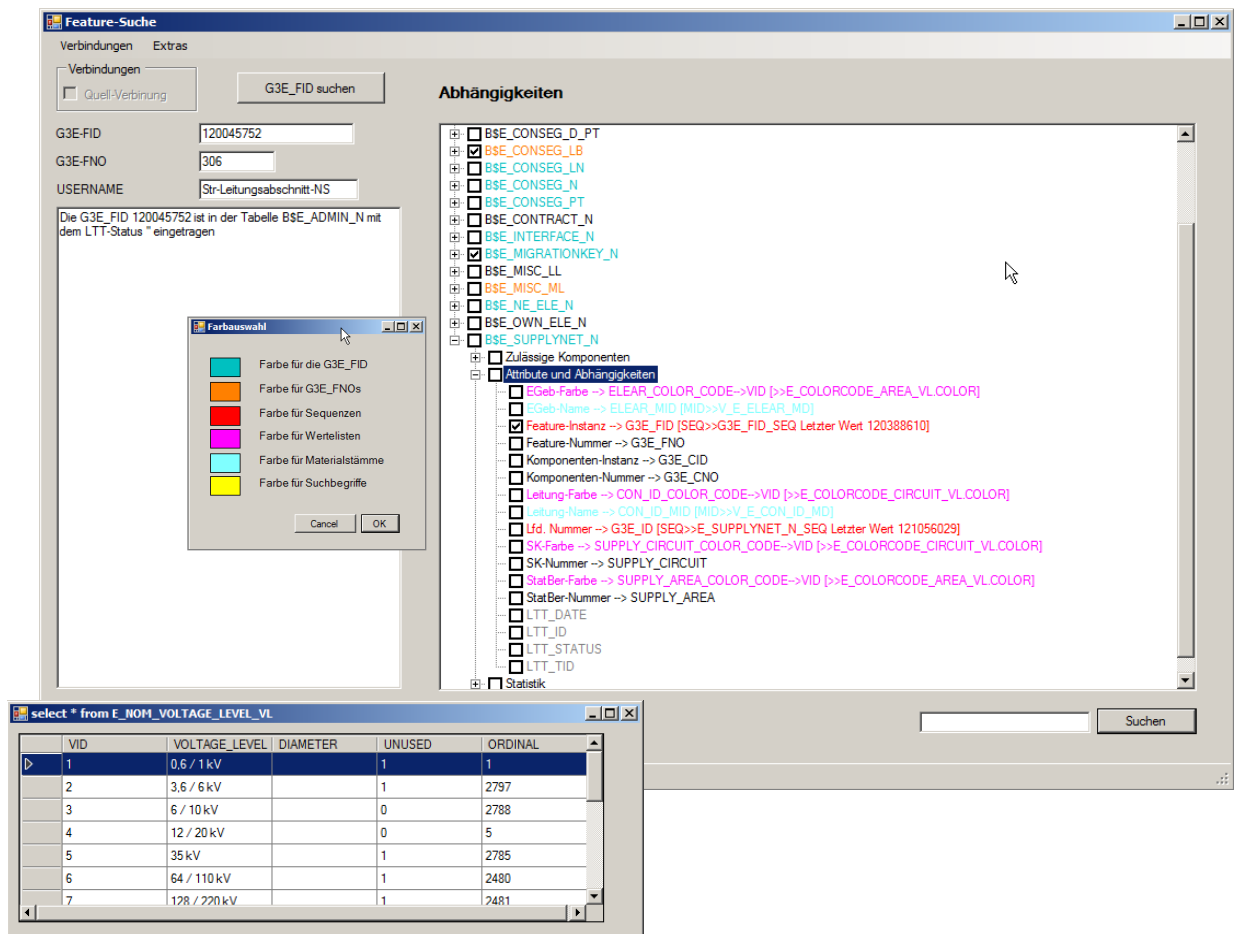 Feature-Suche
Verbindungen Extras
Verbindungen
Quell-Verbinung
G3E_FID suchen
G3E-FID 120045752
G3E-FNO 306
USERNAME Str-Leitungsabschnitt-NS
Die G3E_FID 120045752 ist in der Tabelle B$E_ADMIN_N mit
dem LTT-Status '' eingetragen
Abhängigkeiten
B$E_CONSEG_D_PT
B$E_CONSEG_LB
B$E_CONSEG_LN
B$E_CONSEG_N
B$E_CONSEG_PT
B$E_CONTRACT_N
B$E_INTERFACE_N
B$E_MIGRATIONKEY_N
B$E_MISC_LL
B$E_MISC_ML
B$E_NE_ELE_N
B$E_OWN_ELE_N
B$E_SUPPLYNET_N
Zulässige Komponenten
Attribute und Abhängigkeiten
EGeb-Farbe --> ELEAR_COLOR_CODE-->VID [>>E_COLORCODE_AREA_VL.COLOR]
EGeb-Name --> ELEAR_MID [MID>>V_E_ELEAR_MD]
Feature-Instanz --> G3E_FID [SEQ>>G3E_FID_SEQ Letzter Wert 120388610]
Feature-Nummer --> G3E_FNO
Komponenten-Instanz --> G3E_CID
Komponenten-Nummer --> G3E_CNO
Leitung-Farbe --> CON_ID_COLOR_CODE-->VID [>>E_COLORCODE_CIRCUIT_VL.COLOR]
Leitung-Name --> CON_ID_MID [MID>>V_E_CON_ID_MD]
Lfd. Nummer --> G3E_ID [SEQ>>E_SUPPLYNET_N_SEQ Letzter Wert 121056029]
SK-Farbe --> SUPPLY_CIRCUIT_COLOR_CODE-->VID [>>E_COLORCODE_CIRCUIT_VL.COLOR]
SK-Nummer --> SUPPLY_CIRCUIT
StatBer-Farbe --> SUPPLY_AREA_COLOR_CODE-->VID [>>E_COLORCODE_AREA_VL.COLOR]
StatBer-Nummer --> SUPPLY_AREA
LTT_DATE
LTT_ID
LTT_STATUS
LTT_TID
Statistik
Suchen
Farbauswahl
Farbe für die G3E_FID
Farbe für G3E_FNOs
Farbe für Sequenzen
Farbe für Wertelisten
Farbe für Materialstämme
Farbe für Suchbegriffe
Cancel OK
select * from E_NOM_VOLTAGE_LEVEL_VL
VID VOLTAGE_LEVEL DIAMETER UNUSED ORDINAL
1 0,6 / 1 kV 1 1
2 3,6 / 6 kV 1 2797
3 6 / 10 kV 0 2788
4 12 / 20 kV 0 5
5 35 kV 1 2785
6 64 / 110 kV 1 2480
7 128 / 220 kV 1 2481